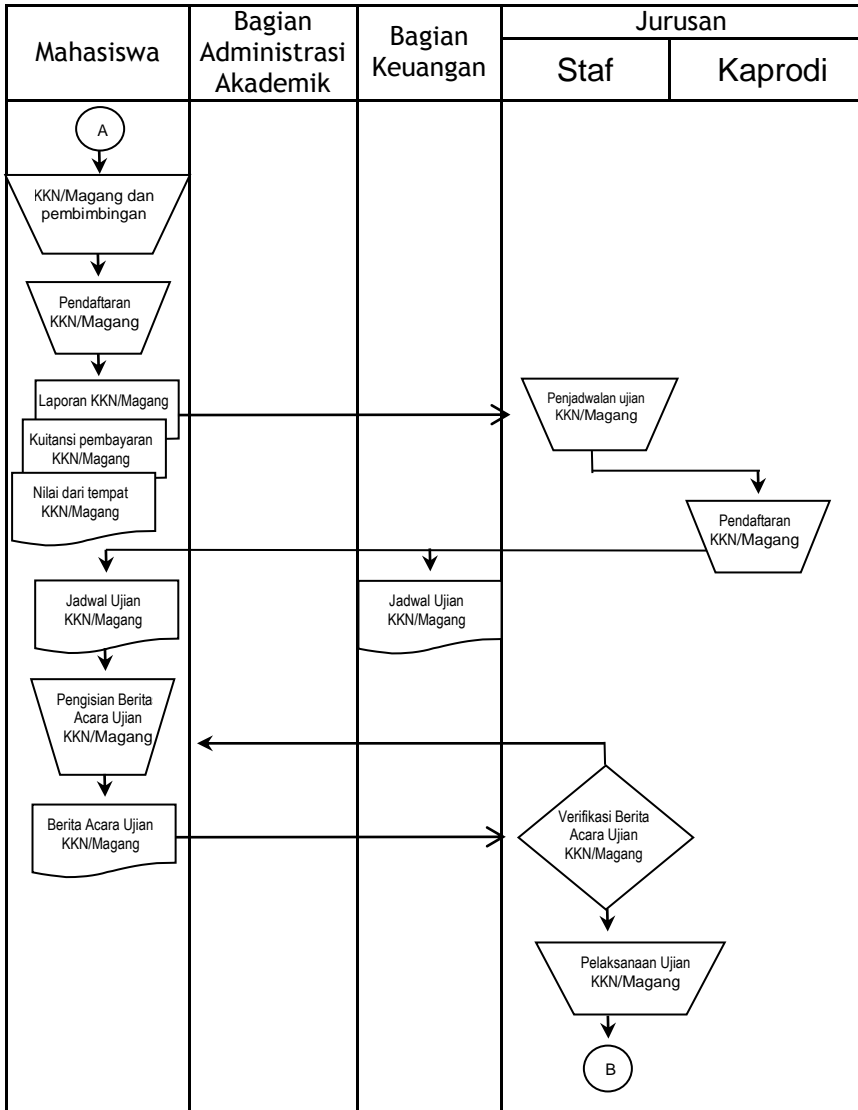 Mahasiswa
Bagian
Administrasi
Akademik
Bagian
Keuangan
Jurusan
Staf
Kaprodi
A
KKN/Magang dan
pembimbingan
Pendaftaran
KKN/Magang
Laporan KKN/Magang
Kuitansi pembayaran
KKN/Magang
Nilai dari tempat
KKN/Magang
Penjadwalan ujian
KKN/Magang
Pendaftaran
KKN/Magang
Jadwal Ujian
KKN/Magang
Jadwal Ujian
KKN/Magang
Pengisian Berita
Acara Ujian
KKN/Magang
Berita Acara Ujian
KKN/Magang
Verifikasi Berita
Acara Ujian
KKN/Magang
Pelaksanaan Ujian
KKN/Magang
B